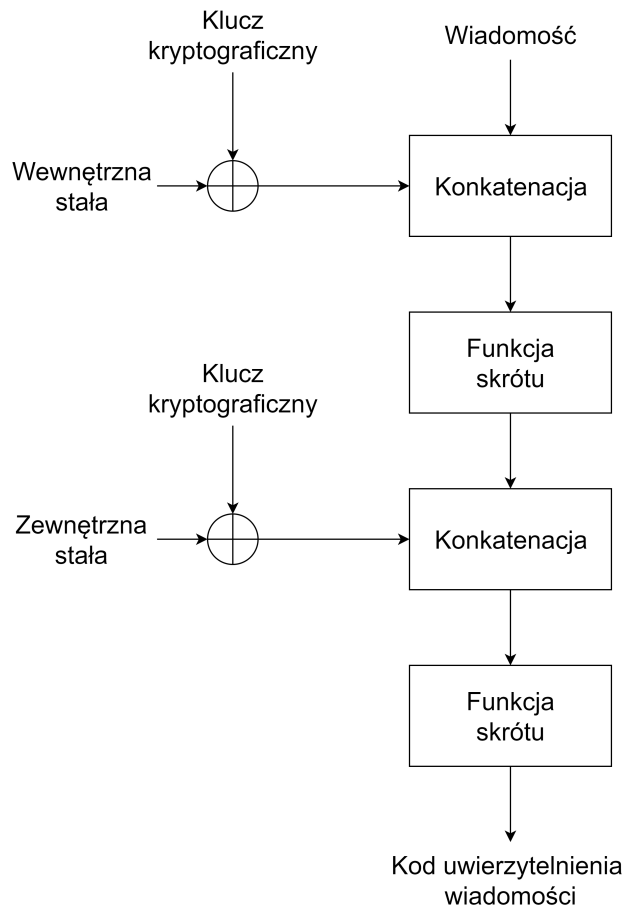 Klucz
kryptograficzny
Wiadomość
Wewnętrzna
stała
Konkatenacja
Funkcja
skrótu
Klucz
kryptograficzny
Zewnętrzna
stała
Konkatenacja
Funkcja
skrótu
Kod uwierzytelnienia
wiadomości